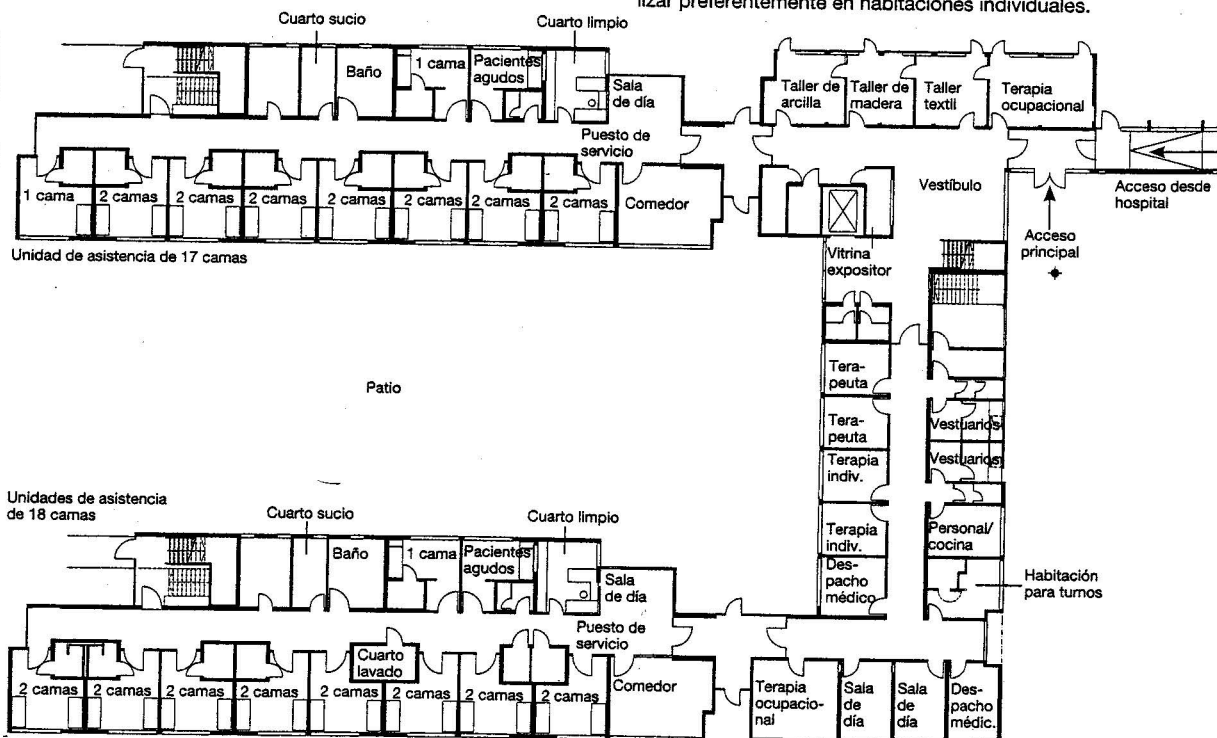 lizar preferentemente en habitaciones individuales.
Cuarto sucio
Cuarto limpio
Baño
1 cama
Pacientes
agudos
Sala
de día
Taller de
arcilla
Taller de
madera
Taller
textli
Terapia
ocupacional
Puesto de
servicio
Vestíbulo
Acceso desde
hospital
1 cama
2 camas
2 camas
2 camas
2 camas
2 camas
2 camas
2 camas
Comedor
Acceso
principal
Unidad de asistencia de 17 camas
Vitrina
expositor
Patio
Tera-
peuta
Tera-
peuta
Vestuarios
Terapia
indiv.
Vestuarios
Unidades de asistencia
de 18 camas
Cuarto sucio
Cuarto limpio
Terapia
indiv.
Personal/
cocina
Baño
1 cama
Pacientes
agudos
Sala
de día
Des-
pacho
médico
Habitación
para turnos
Puesto de
servicio
Cuarto
lavado
2 camas
2 camas
2 camas
2 camas
2 camas
2 camas
2 camas
2 camas
Comedor
Terapia
ocupacio-
nal
Sala
de
día
Sala
de
día
Des-
pacho
médic.